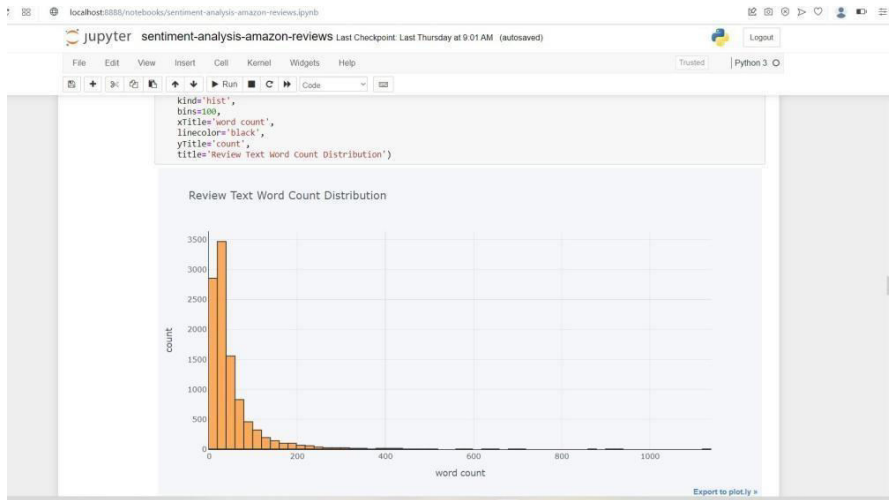 localhost:8888/notebooks/sentiment-analysis-amazon-reviews.ipynb
jupyter sentiment-analysis-amazon-reviews Last Checkpoint: Last Thursday at 9:01 AM (autosaved)
Logout
File Edit View Insert Cell Kernel Widgets Help
Trusted Python 3
Run Code
kind='hist',
bins=100,
xTitle='word count',
linecolor='black',
yTitle='count',
title='Review Text Word Count Distribution')
Review Text Word Count Distribution
3500
3000
2500
2000
1500
1000
500
0
count
0 200 400 600 800 1000
word count
Export to plot.ly »